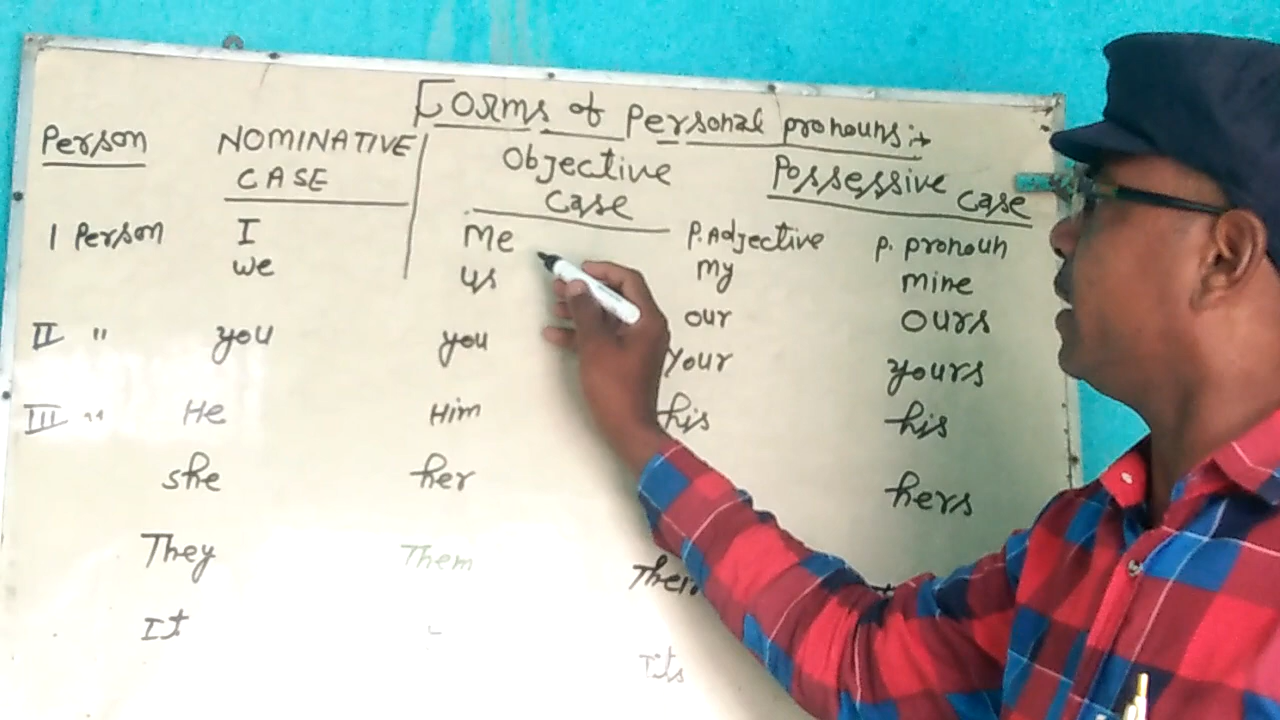 Forms of Personal pronouns:-
Person NOMINATIVE CASE Objective Case Possessive Case
P. Adjective P. pronoun
I Person I me my mine
we us our ours
II " you you your yours
III " He Him his his
she her hers
They Them
It Its